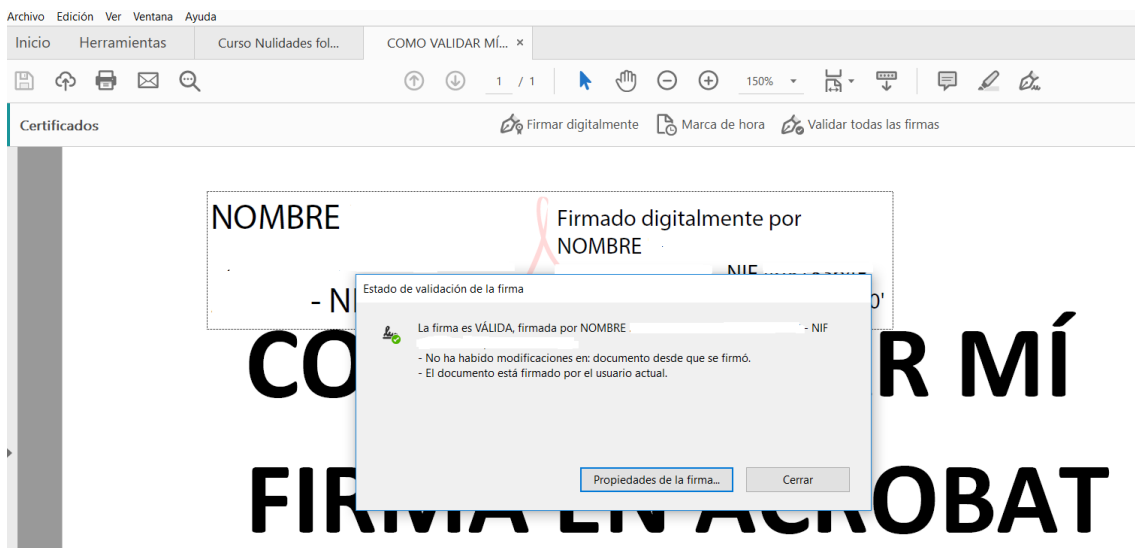 Archivo Edición Ver Ventana Ayuda
Inicio Herramientas Curso Nulidades fol... COMO VALIDAR MÍ... ×
1 / 1 150%
Certificados Firmar digitalmente Marca de hora Validar todas las firmas
NOMBRE
Firmado digitalmente por
NOMBRE
NIF
- NI
0'
Estado de validación de la firma
La firma es VÁLIDA, firmada por NOMBRE - NIF
- No ha habido modificaciones en: documento desde que se firmó.
- El documento está firmado por el usuario actual.
Propiedades de la firma... Cerrar
CO R MÍ
FIRMA EN ACROBAT